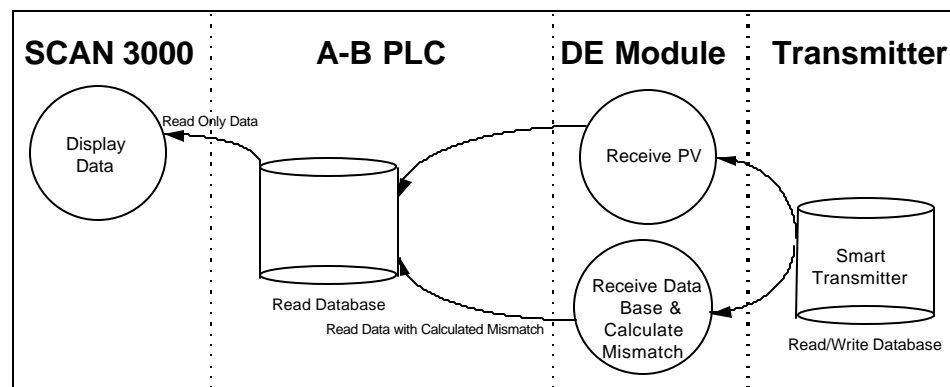 SCAN 3000
A-B PLC
DE Module
Transmitter
Read Only Data
Display
Data
Receive PV
Smart
Transmitter
Receive Data
Base &
Calculate
Mismatch
Read Database
Read Data with Calculated Mismatch
Read/Write Database